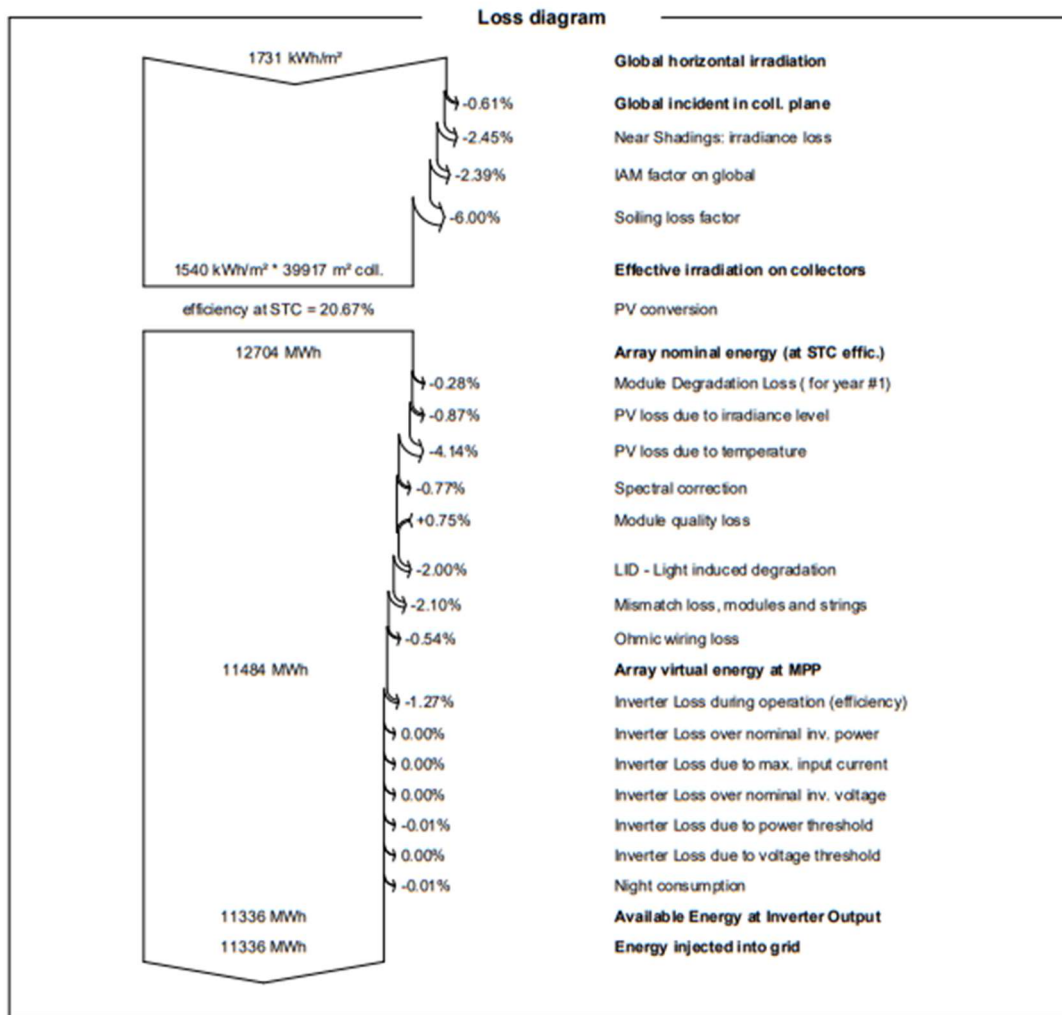 Loss diagram
1731 kWh/m² Global horizontal irradiation
-0.61% Global incident in coll. plane
-2.45% Near Shadings: irradiance loss
-2.39% IAM factor on global
-6.00% Soiling loss factor
1540 kWh/m² * 39917 m² coll. Effective irradiation on collectors
efficiency at STC = 20.67% PV conversion
12704 MWh Array nominal energy (at STC effic.)
-0.28% Module Degradation Loss ( for year #1)
-0.87% PV loss due to irradiance level
-4.14% PV loss due to temperature
-0.77% Spectral correction
+0.75% Module quality loss
-2.00% LID - Light induced degradation
-2.10% Mismatch loss, modules and strings
-0.54% Ohmic wiring loss
11484 MWh Array virtual energy at MPP
-1.27% Inverter Loss during operation (efficiency)
0.00% Inverter Loss over nominal inv. power
0.00% Inverter Loss due to max. input current
0.00% Inverter Loss over nominal inv. voltage
-0.01% Inverter Loss due to power threshold
0.00% Inverter Loss due to voltage threshold
-0.01% Night consumption
11336 MWh Available Energy at Inverter Output
11336 MWh Energy injected into grid